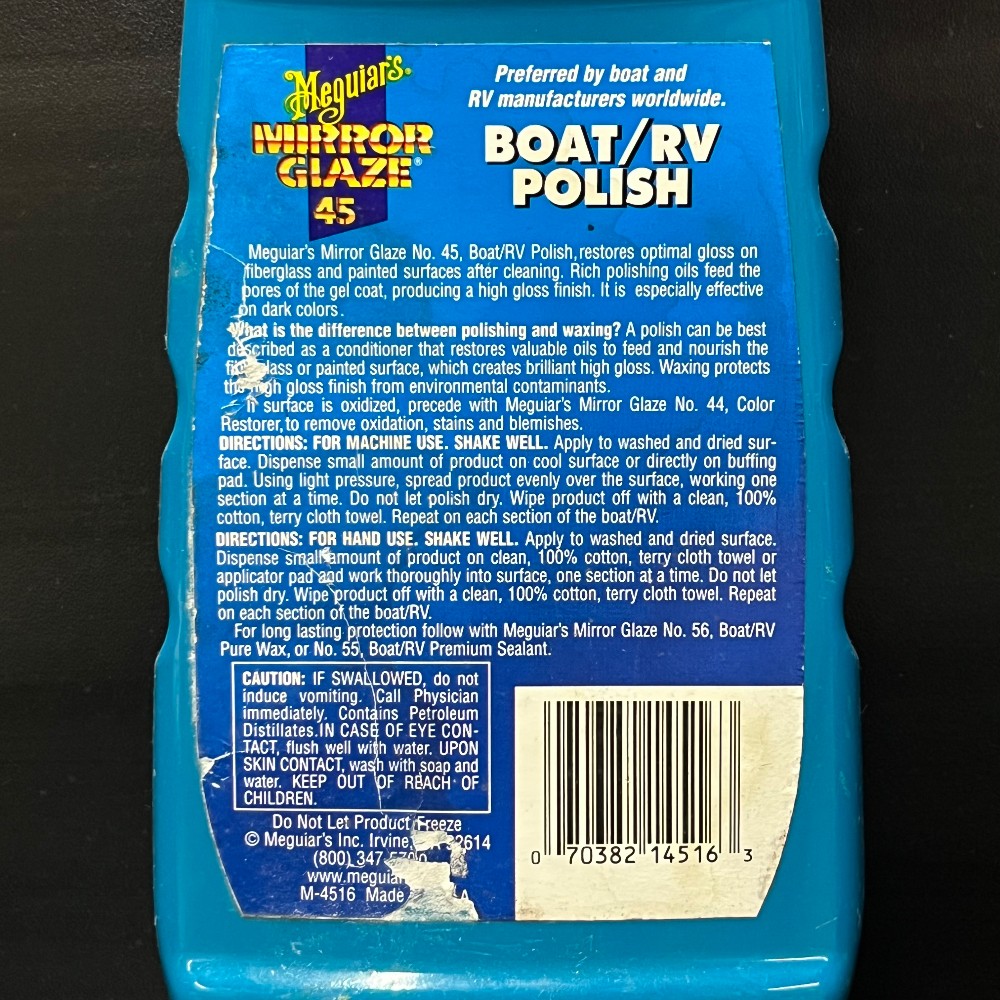 Meguiar's®
MIRROR
GLAZE®
45
Preferred by boat and
RV manufacturers worldwide.
BOAT/RV
POLISH
Meguiar's Mirror Glaze No. 45, Boat/RV Polish, restores optimal gloss on
fiberglass and painted surfaces after cleaning. Rich polishing oils feed the
pores of the gel coat, producing a high gloss finish. It is especially effective
on dark colors.
What is the difference between polishing and waxing? A polish can be best
described as a conditioner that restores valuable oils to feed and nourish the
or painted surface, which creates brilliant high gloss. Waxing protects
the high gloss finish from environmental contaminants.
If surface is oxidized, precede with Meguiar's Mirror Glaze No. 44, Color
Restorer, to remove oxidation, stains and blemishes.
DIRECTIONS: FOR MACHINE USE. SHAKE WELL. Apply to washed and dried sur-
face. Dispense small amount of product on cool surface or directly on buffing
pad. Using light pressure, spread product evenly over the surface, working one
section at a time. Do not let polish dry. Wipe product off with a clean, 100%
cotton, terry cloth towel. Repeat on each section of the boat/RV.
DIRECTIONS: FOR HAND USE. SHAKE WELL. Apply to washed and dried surface.
Dispense small amount of product on clean, 100% cotton, terry cloth towel or
applicator pad and work thoroughly into surface, one section at a time. Do not let
polish dry. Wipe product off with a clean, 100% cotton, terry cloth towel. Repeat
on each section of the boat/RV.
For long lasting protection follow with Meguiar's Mirror Glaze No. 56, Boat/RV
Pure Wax, or No. 55, Boat/RV Premium Sealant.
CAUTION: IF SWALLOWED, do not
induce vomiting. Call Physician
immediately. Contains Petroleum
Distillates. IN CASE OF EYE CON-
TACT, flush well with water. UPON
SKIN CONTACT, wash with soap and
water. KEEP OUT OF REACH OF
CHILDREN.
Do Not Let Product Freeze
© Meguiar's Inc. Irvine,
(800) 347
www.meguiar
M-4516 Made
0 70382 14516 3